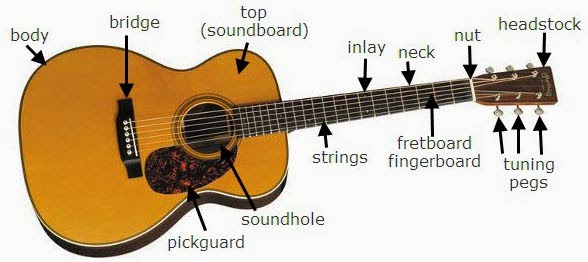 body
bridge
top
(soundboard)
inlay
neck
nut
headstock
strings
fretboard
fingerboard
tuning
pegs
soundhole
pickguard